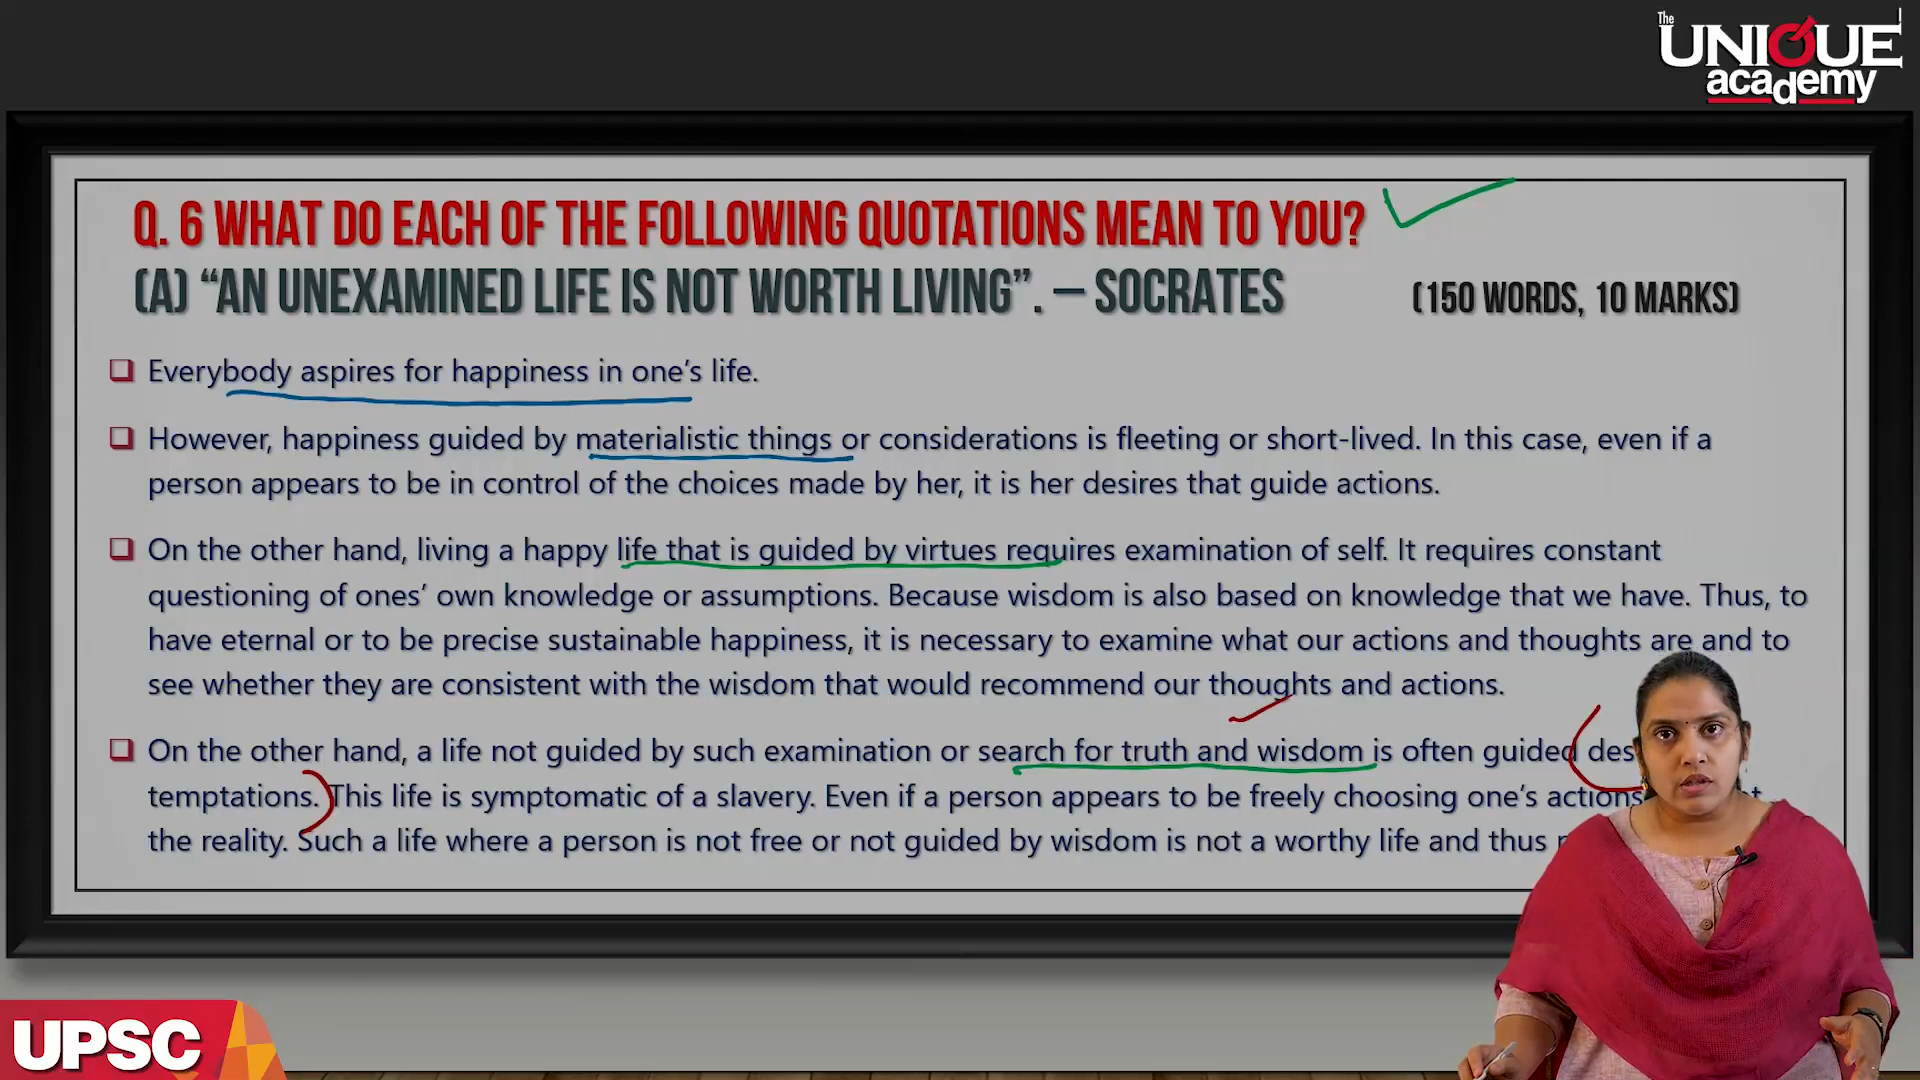 The
UNIQUE
academy
Q. 6 WHAT DO EACH OF THE FOLLOWING QUOTATIONS MEAN TO YOU?
(A) “AN UNEXAMINED LIFE IS NOT WORTH LIVING”. – SOCRATES (150 WORDS, 10 MARKS)
Everybody aspires for happiness in one’s life.
However, happiness guided by materialistic things or considerations is fleeting or short-lived. In this case, even if a
person appears to be in control of the choices made by her, it is her desires that guide actions.
On the other hand, living a happy life that is guided by virtues requires examination of self. It requires constant
questioning of ones’ own knowledge or assumptions. Because wisdom is also based on knowledge that we have. Thus, to
have eternal or to be precise sustainable happiness, it is necessary to examine what our actions and thoughts are and to
see whether they are consistent with the wisdom that would recommend our thoughts and actions.
On the other hand, a life not guided by such examination or search for truth and wisdom is often guided
temptations. This life is symptomatic of a slavery. Even if a person appears to be freely choosing one’s actions
the reality. Such a life where a person is not free or not guided by wisdom is not a worthy life and thus
UPSC